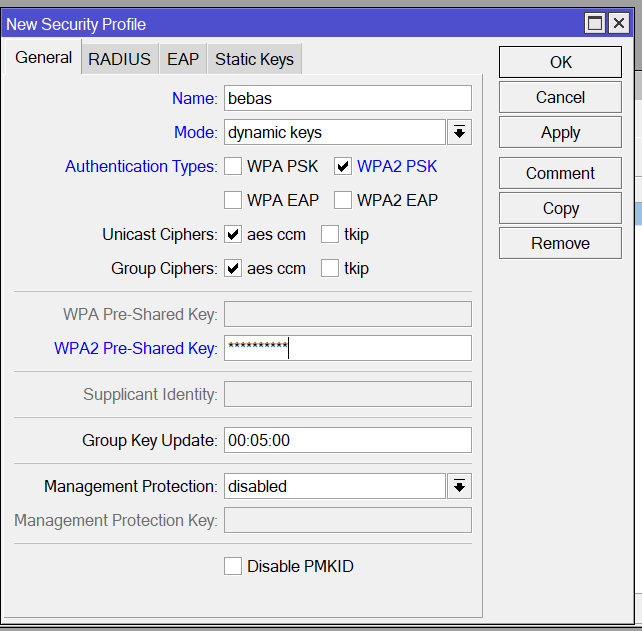 New Security Profile
General RADIUS EAP Static Keys
Name: bebas
Mode: dynamic keys
Authentication Types: WPA PSK WPA2 PSK
WPA EAP WPA2 EAP
Unicast Ciphers: aes ccm tkip
Group Ciphers: aes ccm tkip
WPA Pre-Shared Key:
WPA2 Pre-Shared Key: **********
Supplicant Identity:
Group Key Update: 00:05:00
Management Protection: disabled
Management Protection Key:
Disable PMKID
OK
Cancel
Apply
Comment
Copy
Remove